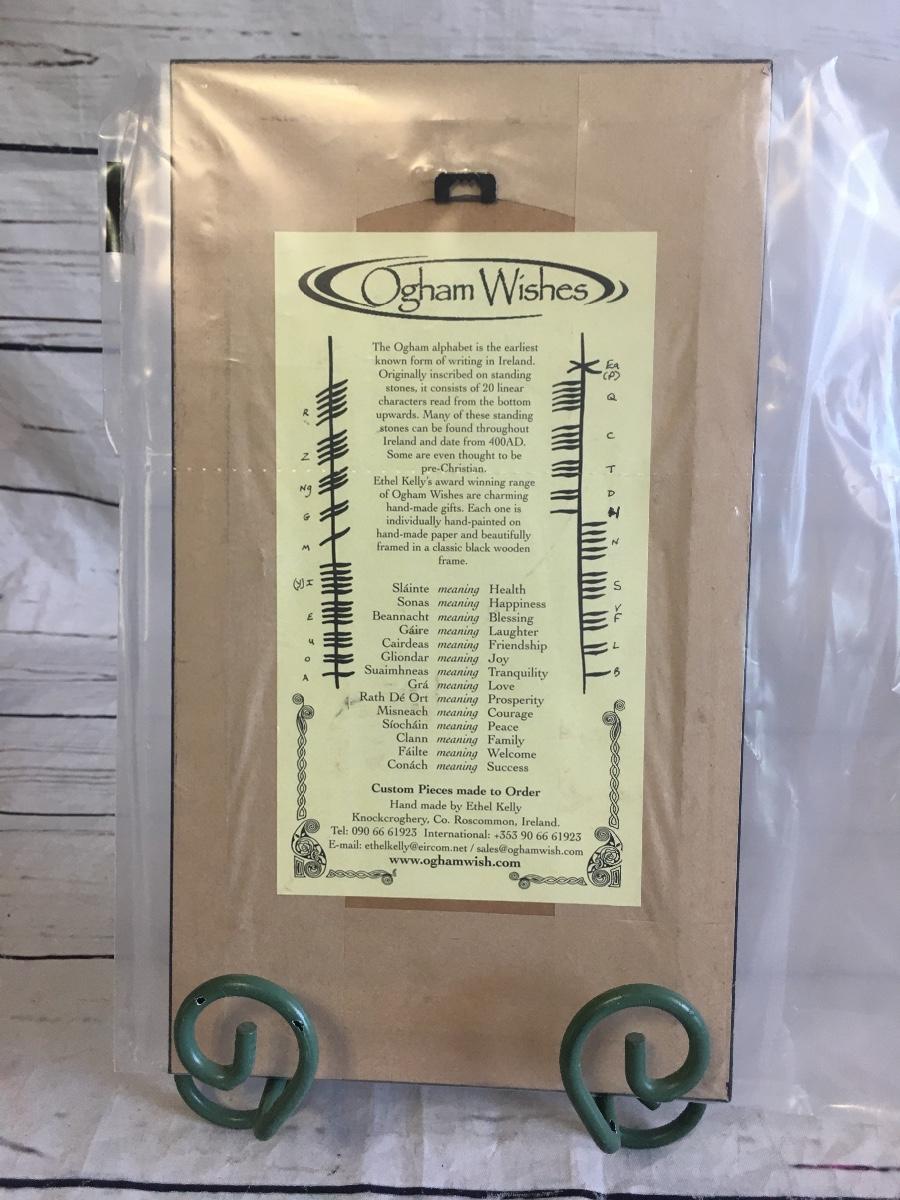 Ogham Wishes
The Ogham alphabet is the earliest
known form of writing in Ireland.
Originally inscribed on standing
stones, it consists of 20 linear
characters read from the bottom
upwards. Many of these standing
stones can be found throughout
Ireland and date from 400AD.
Some are even thought to be
pre-Christian.
Ethel Kelly's award winning range
of Ogham Wishes are charming
hand-made gifts. Each one is
individually hand-painted on
hand-made paper and beautifully
framed in a classic black wooden
frame.
R
Z
Ng
G
M
(Y) I
E
U
O
A
Ea
(P)
Q
C
T
D
H
N
S
V
F
L
B
Sláinte meaning Health
Sonas meaning Happiness
Beannacht meaning Blessing
Gáire meaning Laughter
Cairdeas meaning Friendship
Gliondar meaning Joy
Suaimhneas meaning Tranquility
Grá meaning Love
Rath Dé Ort meaning Prosperity
Misneach meaning Courage
Síocháin meaning Peace
Clann meaning Family
Fáilte meaning Welcome
Conách meaning Success
Custom Pieces made to Order
Hand made by Ethel Kelly
Knockcroghery, Co. Roscommon, Ireland.
Tel: 090 66 61923 International: +353 90 66 61923
E-mail: ethelkelly@eircom.net / sales@oghamwish.com
www.oghamwish.com